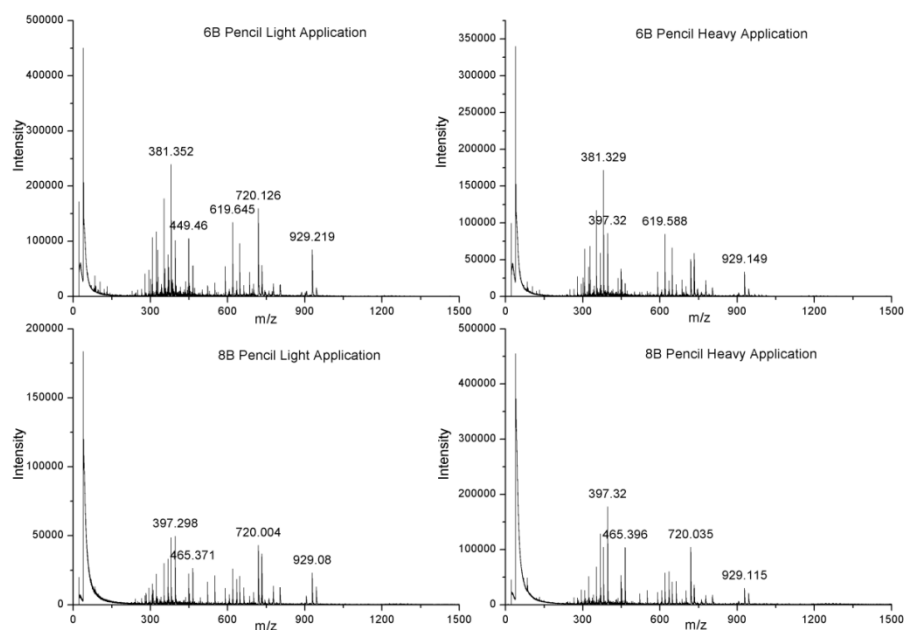 6B Pencil Light Application
Intensity
500000
400000
300000
200000
100000
0
381.352
449.46
619.645
720.126
929.219
0 300 600 900 1200 1500
m/z
6B Pencil Heavy Application
Intensity
350000
300000
250000
200000
150000
100000
50000
0
381.329
397.32
619.588
929.149
0 300 600 900 1200 1500
m/z
8B Pencil Light Application
Intensity
200000
150000
100000
50000
0
397.298
465.371
720.004
929.08
0 300 600 900 1200 1500
m/z
8B Pencil Heavy Application
Intensity
500000
400000
300000
200000
100000
0
397.32
465.396
720.035
929.115
0 300 600 900 1200 1500
m/z